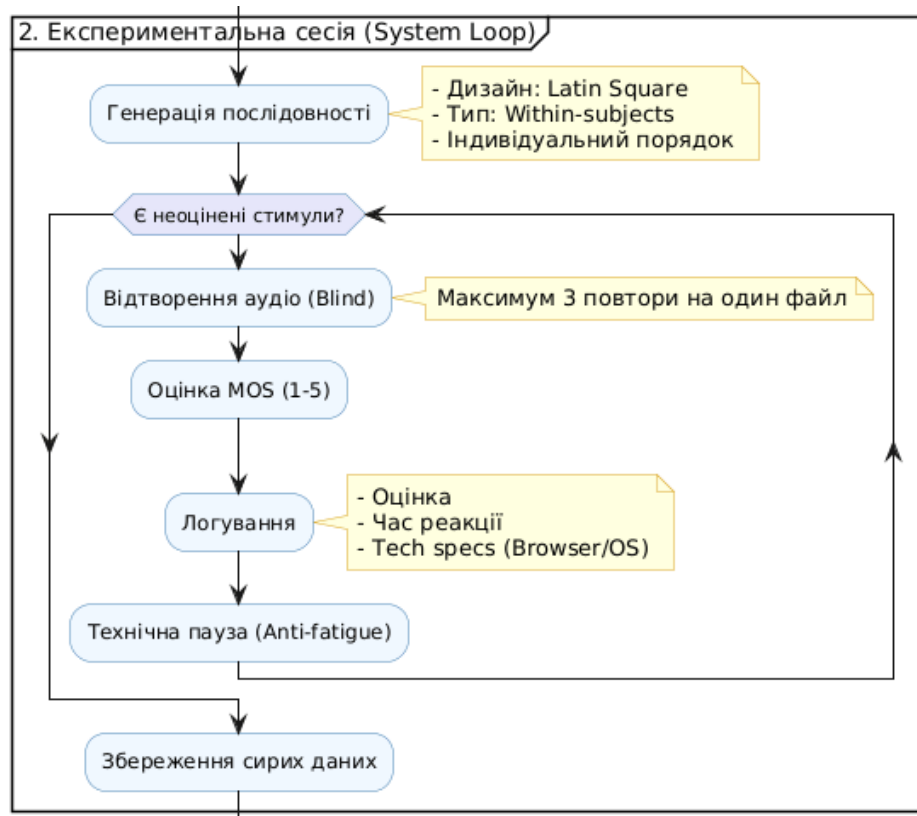 2. Експериментальна сесія (System Loop)
Генерація послідовності
- Дизайн: Latin Square
- Тип: Within-subjects
- Індивідуальний порядок
Є неоцінені стимули?
Відтворення аудіо (Blind)
Максимум 3 повтори на один файл
Оцінка MOS (1-5)
Логування
- Оцінка
- Час реакції
- Tech specs (Browser/OS)
Технічна пауза (Anti-fatigue)
Збереження сирих даних